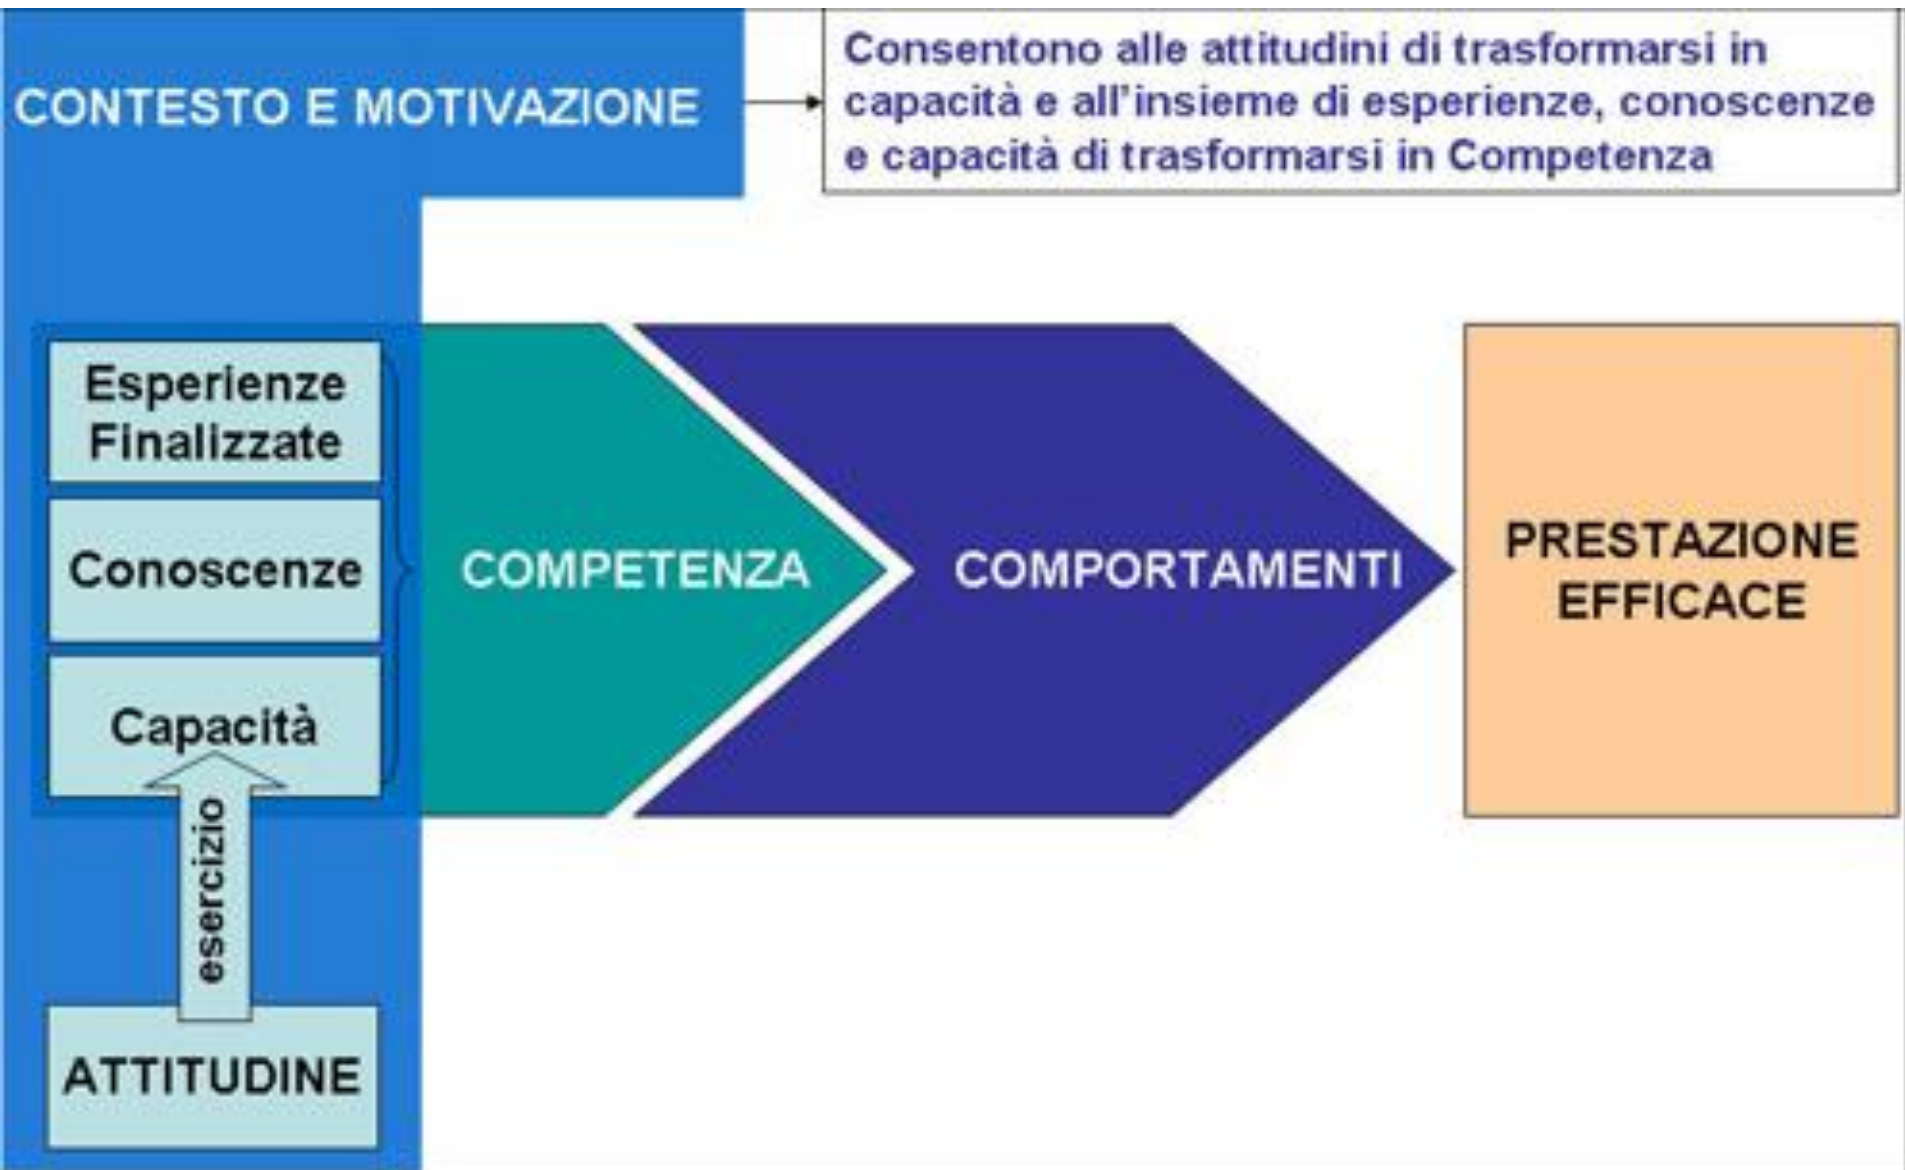 CONTESTO E MOTIVAZIONE
Consentono alle attitudini di trasformarsi in
capacità e all'insieme di esperienze, conoscenze
e capacità di trasformarsi in Competenza
Esperienze
Finalizzate
Conoscenze
Capacità
esercizio
ATTITUDINE
COMPETENZA
COMPORTAMENTI
PRESTAZIONE
EFFICACE